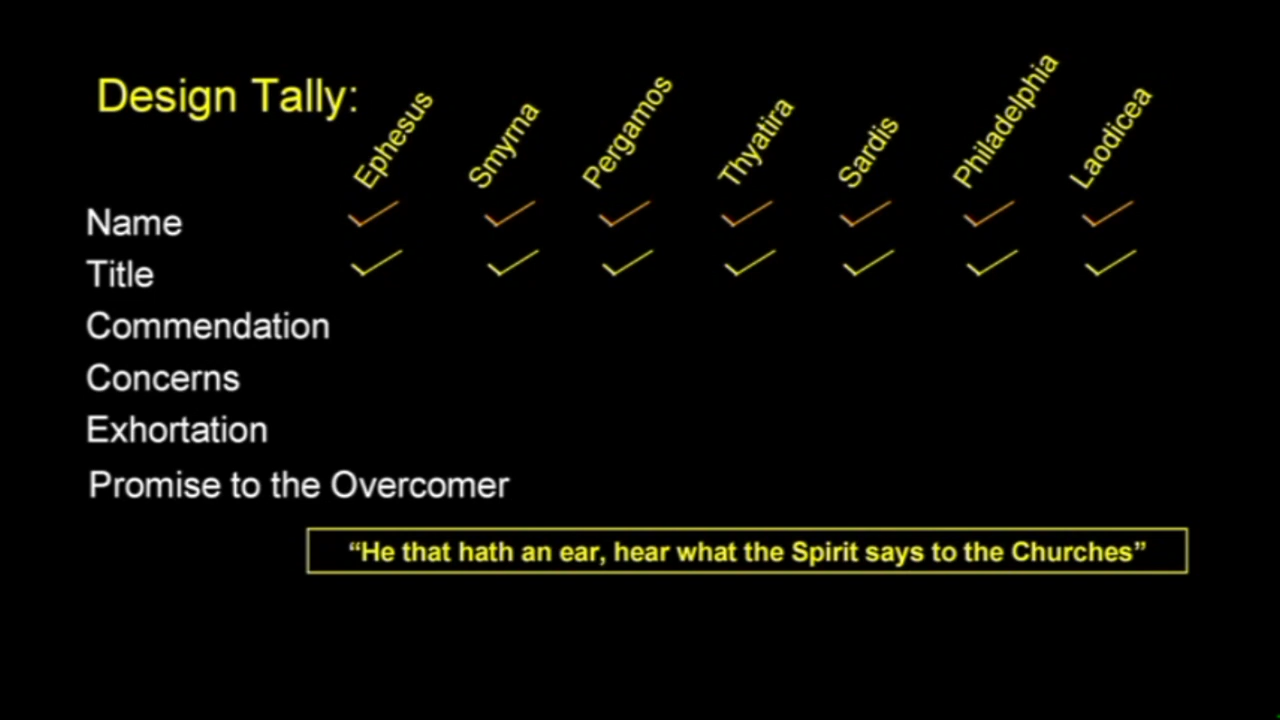 Design Tally:
Ephesus
Smyrna
Pergamos
Thyatira
Sardis
Philadelphia
Laodicea
Name
Title
Commendation
Concerns
Exhortation
Promise to the Overcomer
“He that hath an ear, hear what the Spirit says to the Churches”